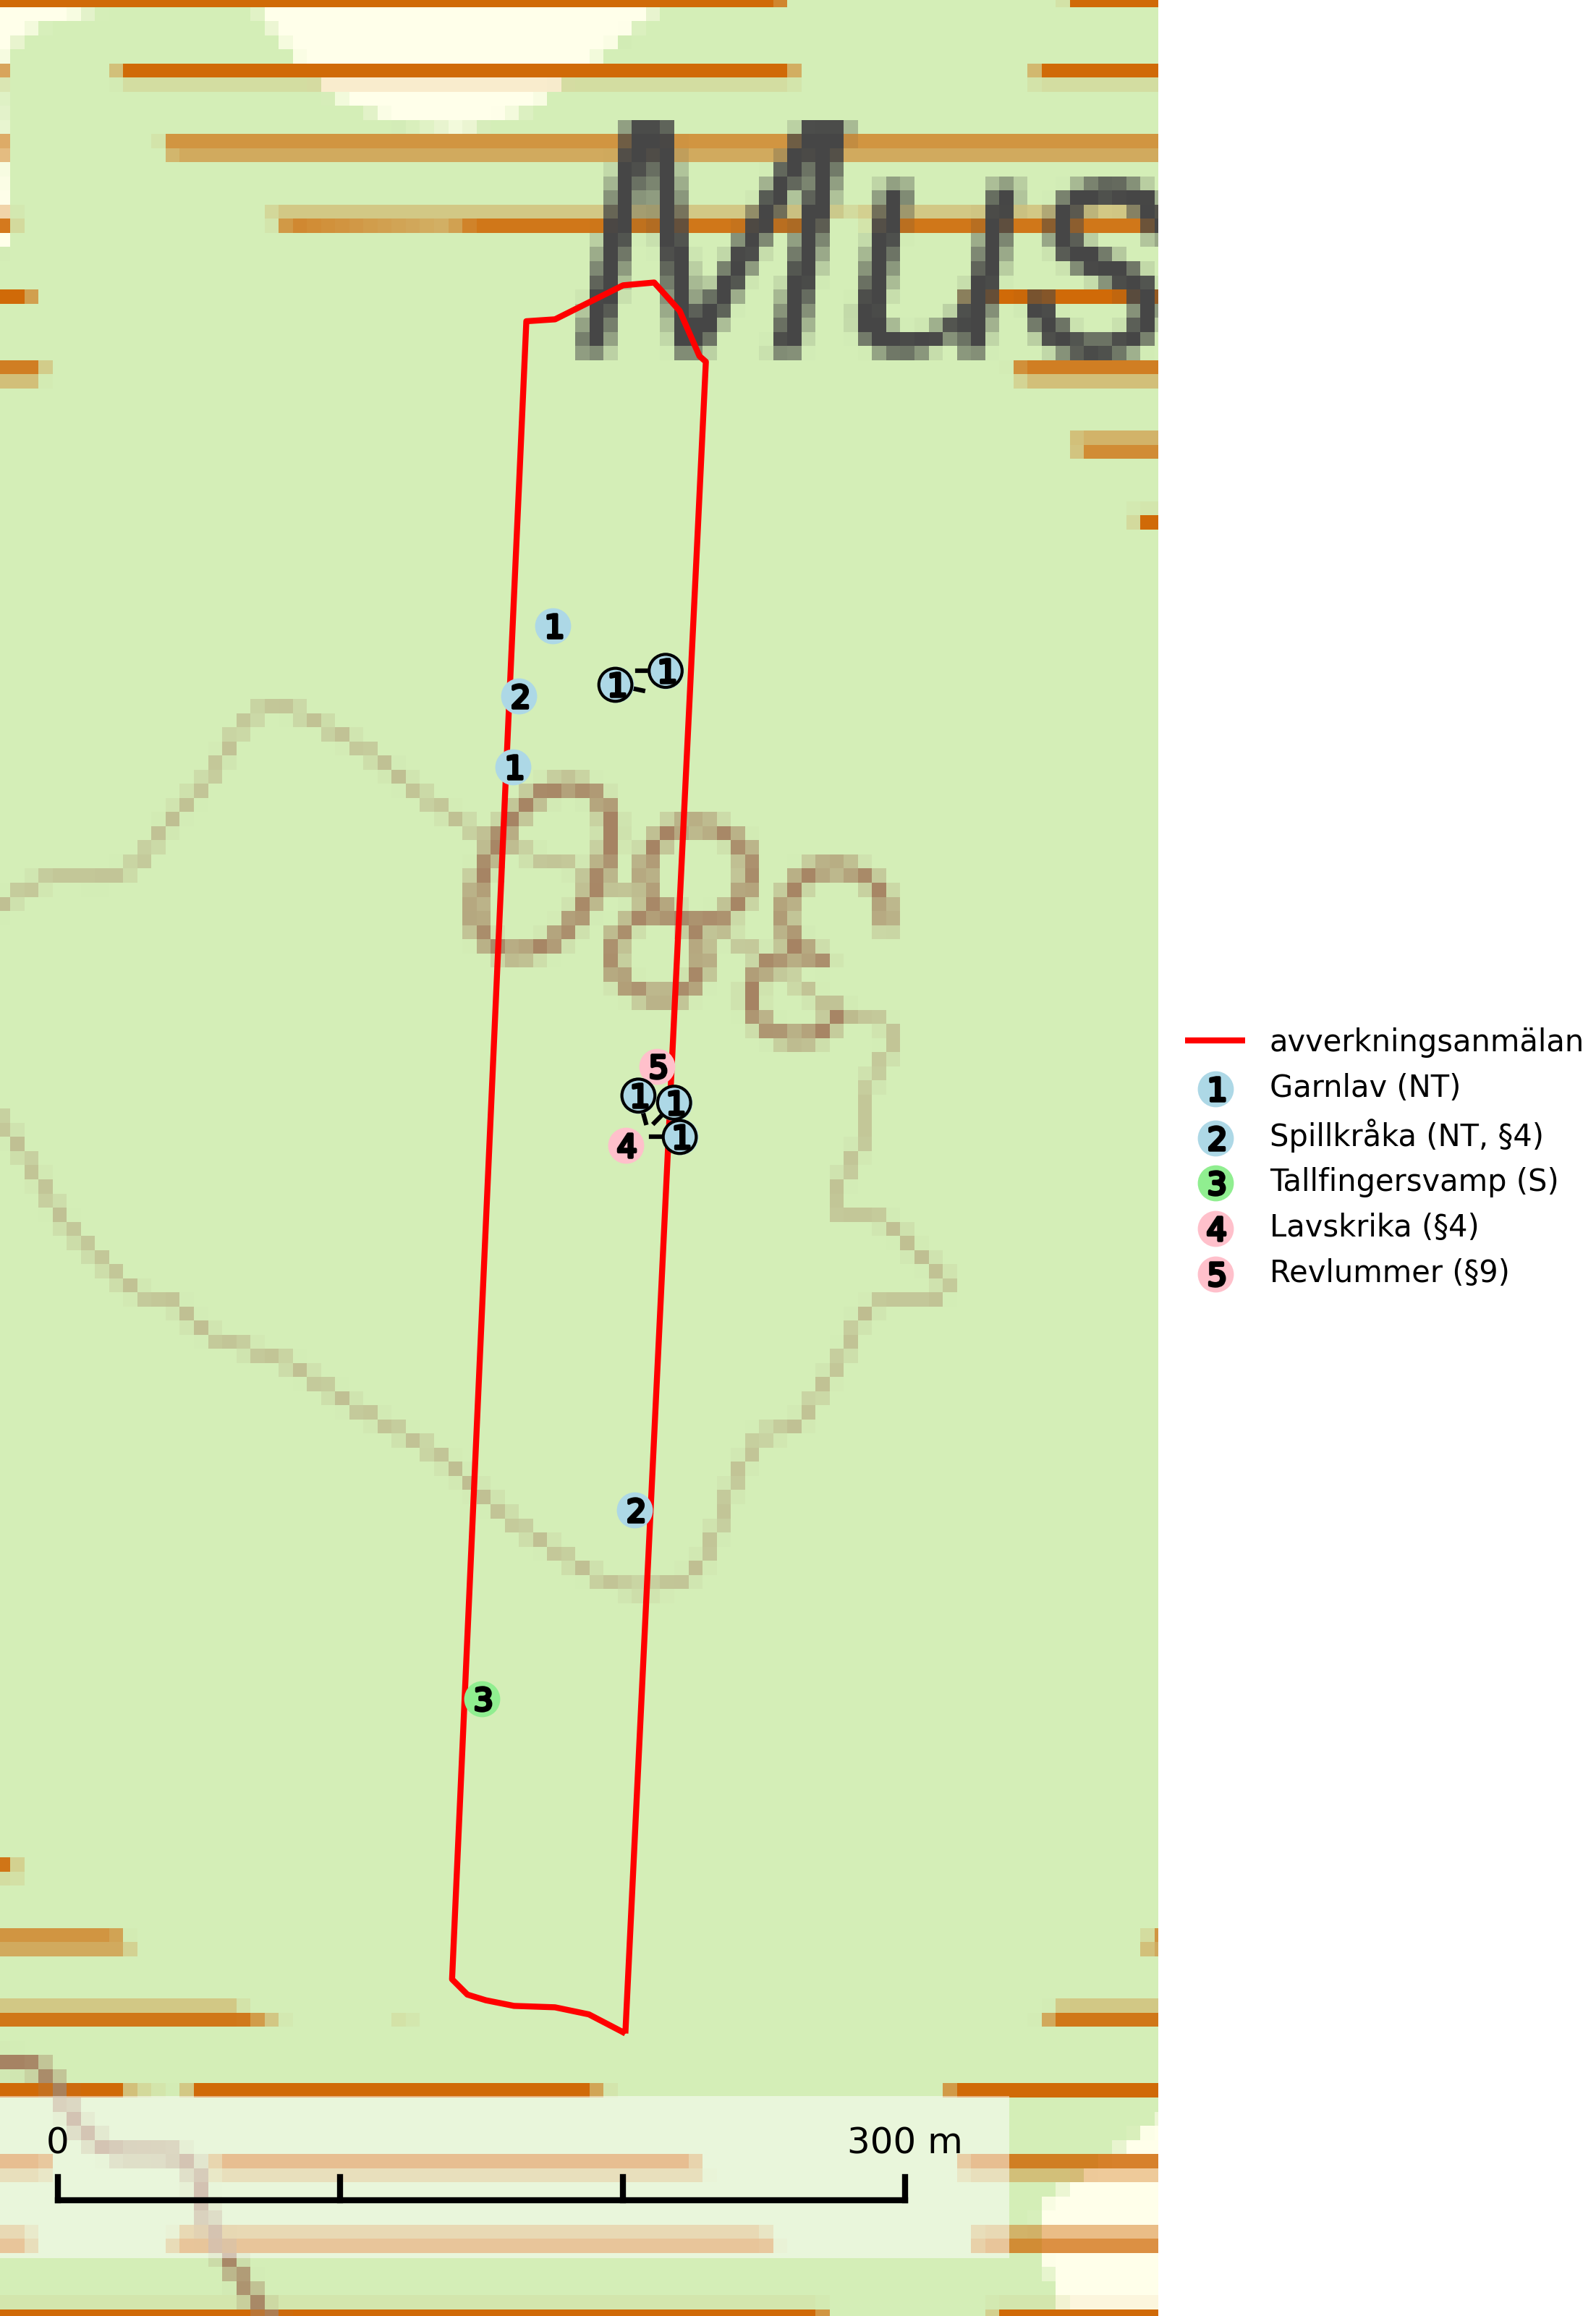 Mus
1
1 1
2
1
5
1 1
4 1
2
3
0 300 m
avverkningsanmälan
1 Garnlav (NT)
2 Spillkråka (NT, §4)
3 Tallfingersvamp (S)
4 Lavskrika (§4)
5 Revlummer (§9)